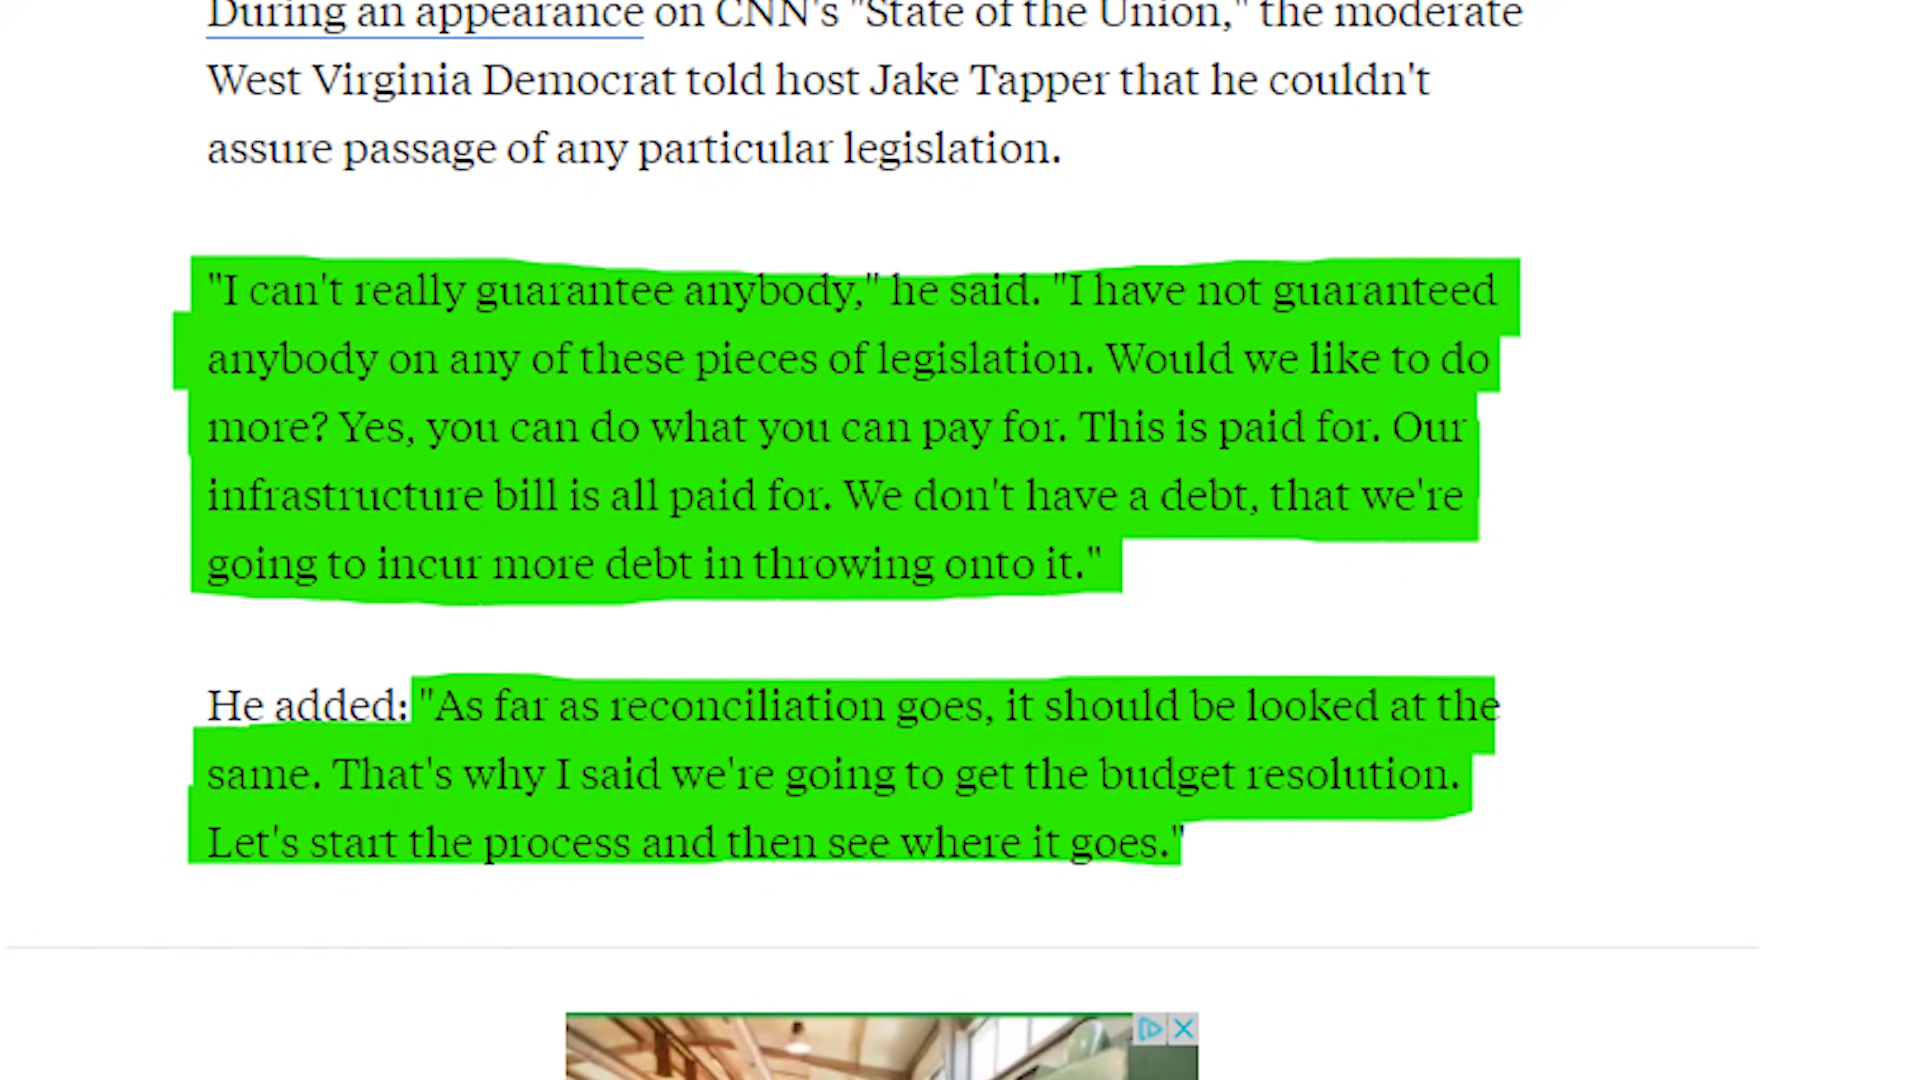 During an appearance on CNN's "State of the Union," the moderate
West Virginia Democrat told host Jake Tapper that he couldn't
assure passage of any particular legislation.
"I can't really guarantee anybody," he said. "I have not guaranteed
anybody on any of these pieces of legislation. Would we like to do
more? Yes, you can do what you can pay for. This is paid for. Our
infrastructure bill is all paid for. We don't have a debt, that we're
going to incur more debt in throwing onto it."
He added: "As far as reconciliation goes, it should be looked at the
same. That's why I said we're going to get the budget resolution.
Let's start the process and then see where it goes."